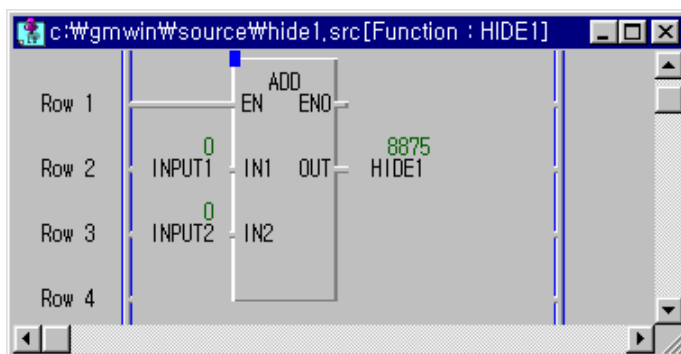 c:₩gmwin₩source₩hide1,src[Function : HIDE1]
ADD
Row 1 EN ENO
0 8875
Row 2 INPUT1 IN1 OUT HIDE1
0
Row 3 INPUT2 IN2
Row 4